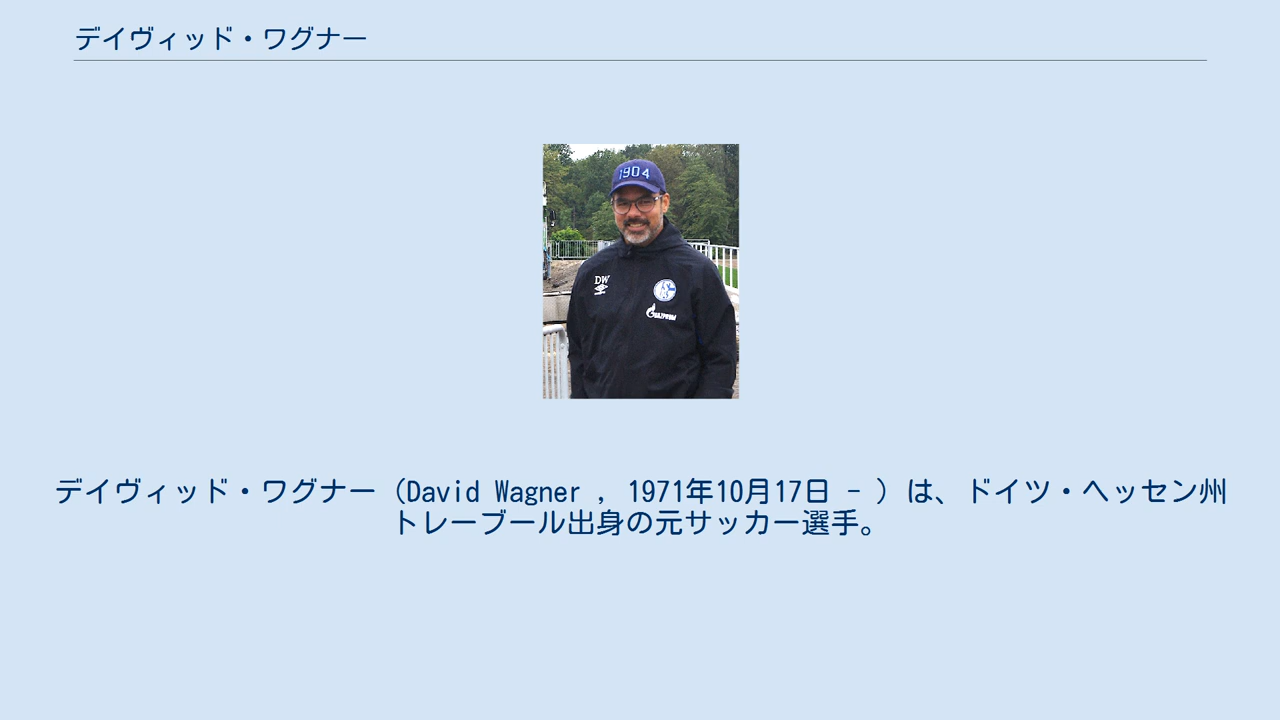 デイヴィッド・ワグナー
1904
DW
GAZPROM
デイヴィッド・ワグナー（David Wagner , 1971年10月17日 - ）は、ドイツ・ヘッセン州
トレーブール出身の元サッカー選手。